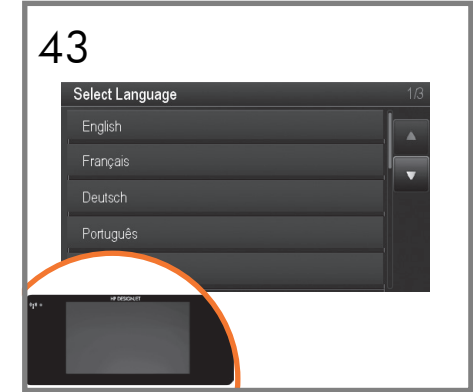 43
Select Language 1/3
English
Français
Deutsch
Português
HP DESIGNJET